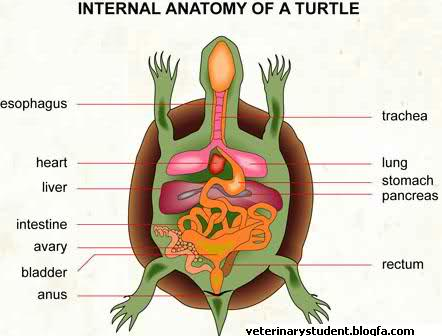 INTERNAL ANATOMY OF A TURTLE
esophagus
trachea
heart
lung
liver
stomach
pancreas
intestine
avary
bladder
rectum
anus
veterinarystudent.blogfa.com